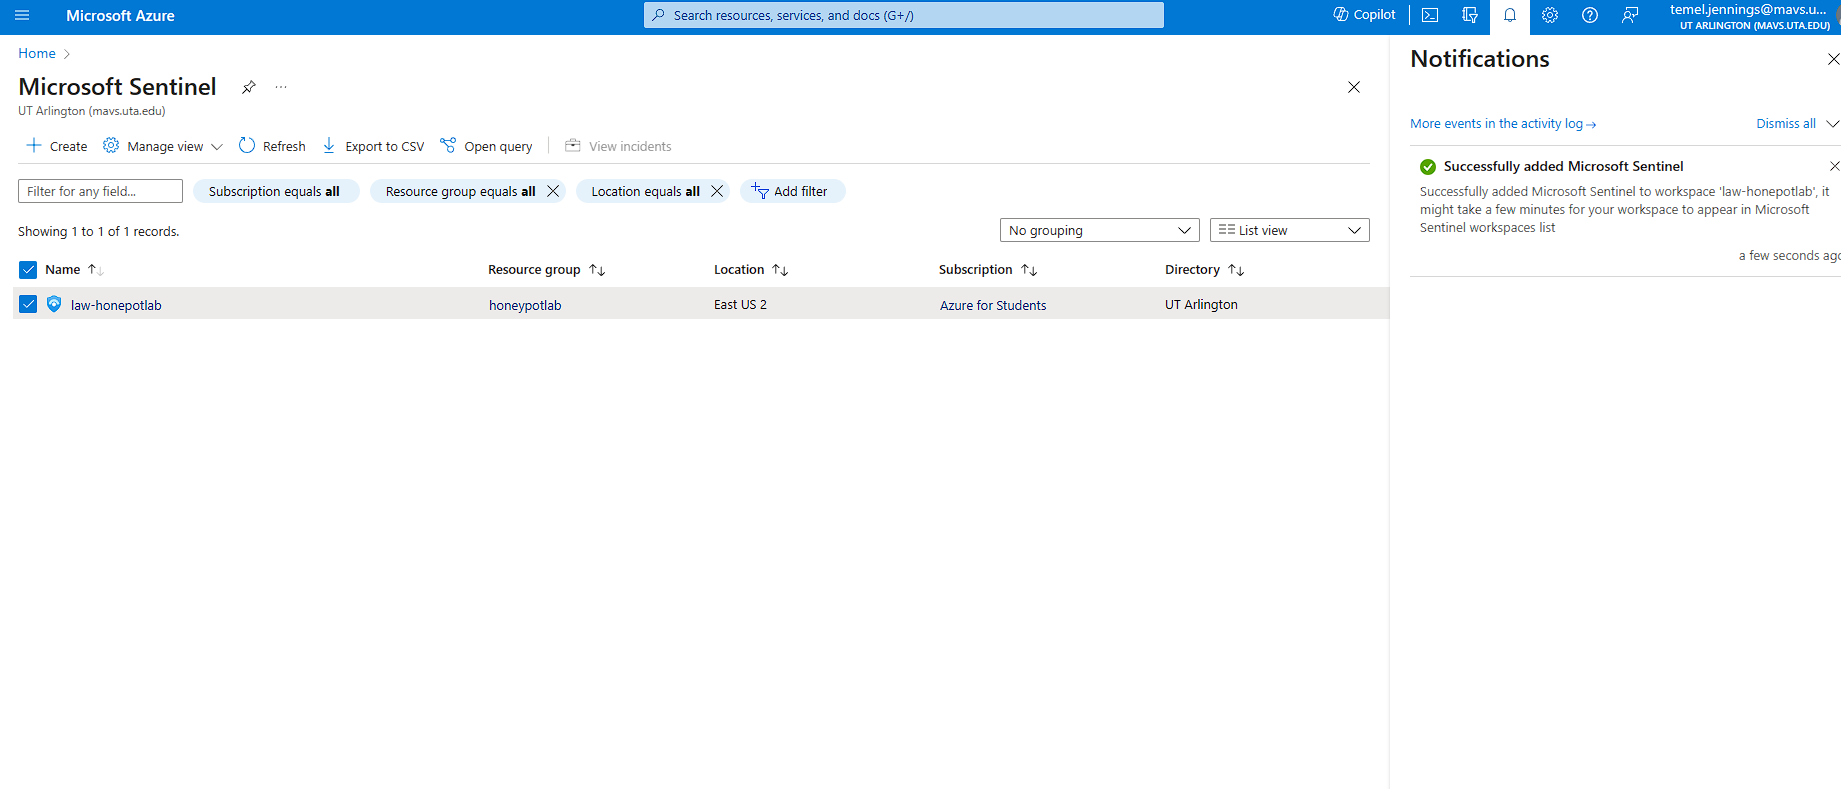 Microsoft Azure
Search resources, services, and docs (G+/)
Copilot
temel.jennings@mavs.u...
UT ARLINGTON (MAVS.UTA.EDU)
Home
Microsoft Sentinel
...
UT Arlington (mavs.uta.edu)
Create
Manage view
Refresh
Export to CSV
Open query
View incidents
Filter for any field...
Subscription equals all
Resource group equals all
Location equals all
Add filter
Showing 1 to 1 of 1 records.
No grouping
List view
Name
Resource group
Location
Subscription
Directory
law-honepotlab
honeypotlab
East US 2
Azure for Students
UT Arlington
Notifications
More events in the activity log →
Dismiss all
Successfully added Microsoft Sentinel
Successfully added Microsoft Sentinel to workspace 'law-honepotlab', it
might take a few minutes for your workspace to appear in Microsoft
Sentinel workspaces list
a few seconds ago